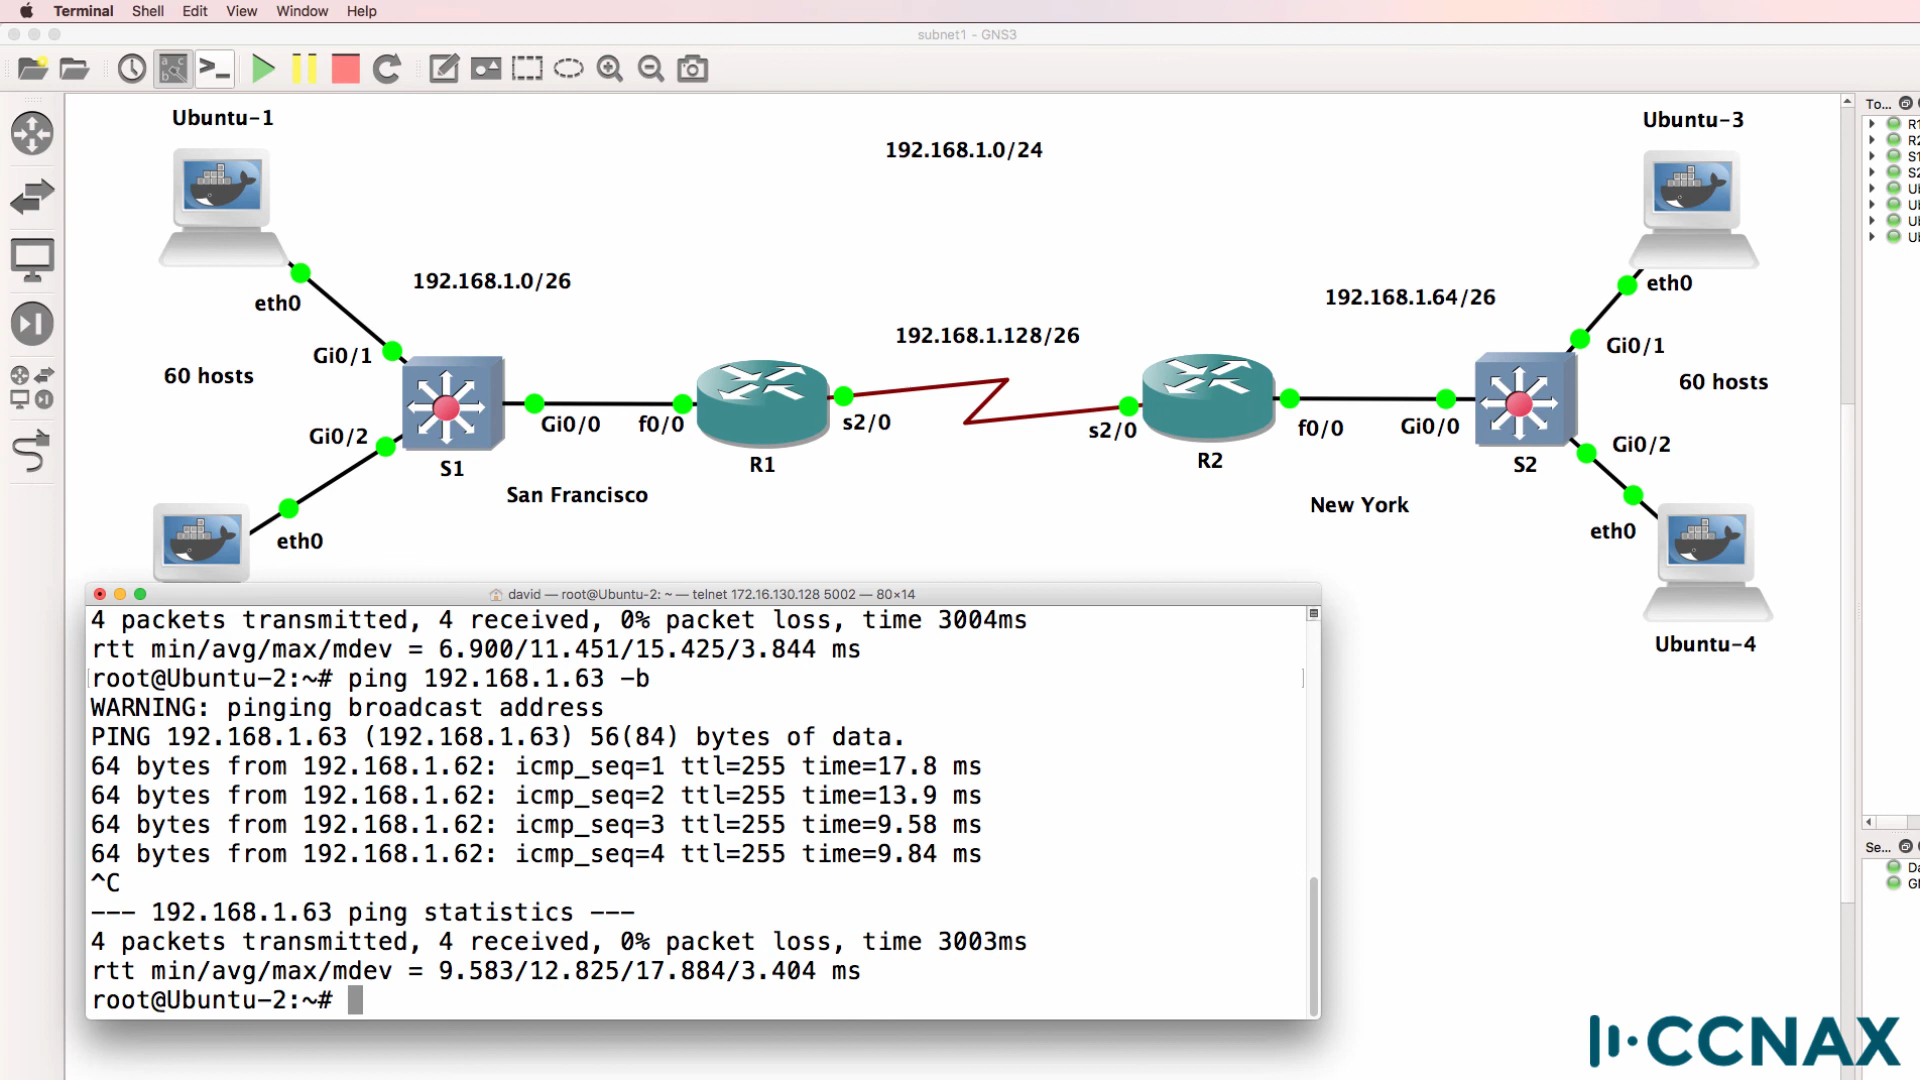 Terminal Shell Edit View Window Help
subnet1 - GNS3
Ubuntu-1
192.168.1.0/24
Ubuntu-3
To...
R1
R2
S1
S2
Ub
Ub
Ub
Ub
192.168.1.0/26
192.168.1.64/26
eth0
eth0
192.168.1.128/26
Gi0/1
Gi0/1
60 hosts
60 hosts
Gi0/0
f0/0
s2/0
s2/0
f0/0
Gi0/0
Gi0/2
Gi0/2
S1
R1
R2
S2
San Francisco
New York
eth0
eth0
Ubuntu-4
david — root@Ubuntu-2: ~ — telnet 172.16.130.128 5002 — 80×14
4 packets transmitted, 4 received, 0% packet loss, time 3004ms
rtt min/avg/max/mdev = 6.900/11.451/15.425/3.844 ms
root@Ubuntu-2:~# ping 192.168.1.63 -b
WARNING: pinging broadcast address
PING 192.168.1.63 (192.168.1.63) 56(84) bytes of data.
64 bytes from 192.168.1.62: icmp_seq=1 ttl=255 time=17.8 ms
64 bytes from 192.168.1.62: icmp_seq=2 ttl=255 time=13.9 ms
64 bytes from 192.168.1.62: icmp_seq=3 ttl=255 time=9.58 ms
64 bytes from 192.168.1.62: icmp_seq=4 ttl=255 time=9.84 ms
^C
--- 192.168.1.63 ping statistics ---
4 packets transmitted, 4 received, 0% packet loss, time 3003ms
rtt min/avg/max/mdev = 9.583/12.825/17.884/3.404 ms
root@Ubuntu-2:~#
Se...
Da
CCNAX